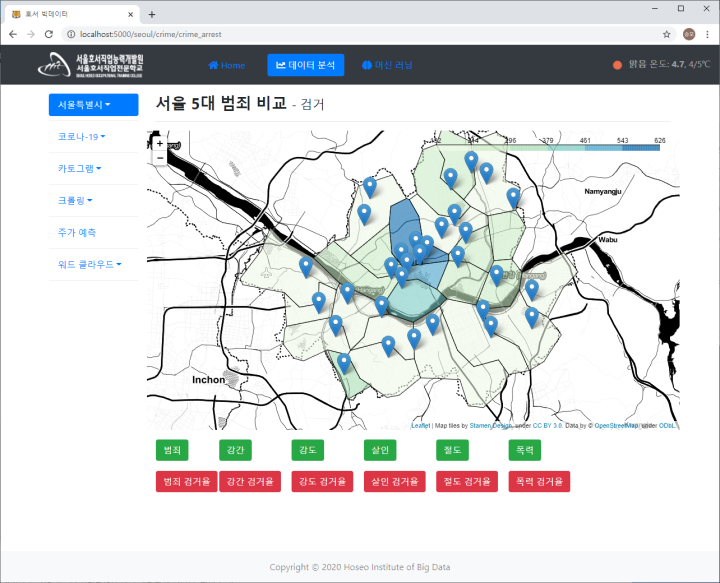 호서 빅데이터
localhost:5000/seoul/crime/crime_arrest
서울호서직업능력개발원
서울호서직업전문학교
SEOUL HOSEO OCCUPATIONAL TRAINING COLLEGE
Home
데이터 분석
머신 러닝
맑음 온도: 4.7, 4/5℃
서울특별시
코로나-19
카토그램
크롤링
주가 예측
워드 클라우드
서울 5대 범죄 비교 - 검거
+
−
296 379 461 543 626
Namyangju
Wabu
Inchon
Leaflet | Map tiles by Stamen Design, under CC BY 3.0. Data by © OpenStreetMap, under ODbL.
범죄 강간 강도 살인 절도 폭력
범죄 검거율 강간 검거율 강도 검거율 살인 검거율 절도 검거율 폭력 검거율
Copyright © 2020 Hoseo Institute of Big Data